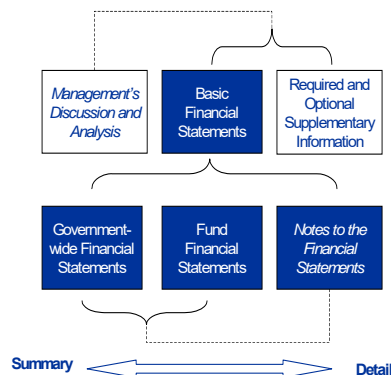 Management's
Discussion and
Analysis
Basic
Financial
Statements
Required and
Optional
Supplementary
Information
Government-
wide Financial
Statements
Fund
Financial
Statements
Notes to the
Financial
Statements
Summary
Detail